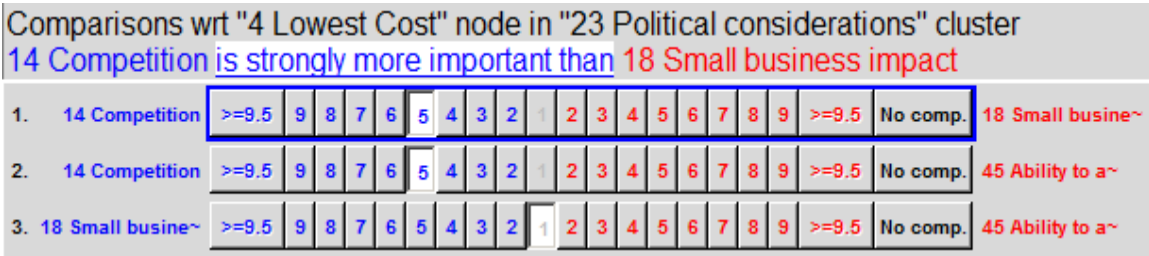 Comparisons wrt "4 Lowest Cost" node in "23 Political considerations" cluster
14 Competition is strongly more important than 18 Small business impact
1. 14 Competition >=9.5 9 8 7 6 5 4 3 2 1 2 3 4 5 6 7 8 9 >=9.5 No comp. 18 Small busine~
2. 14 Competition >=9.5 9 8 7 6 5 4 3 2 1 2 3 4 5 6 7 8 9 >=9.5 No comp. 45 Ability to a~
3. 18 Small busine~ >=9.5 9 8 7 6 5 4 3 2 1 2 3 4 5 6 7 8 9 >=9.5 No comp. 45 Ability to a~